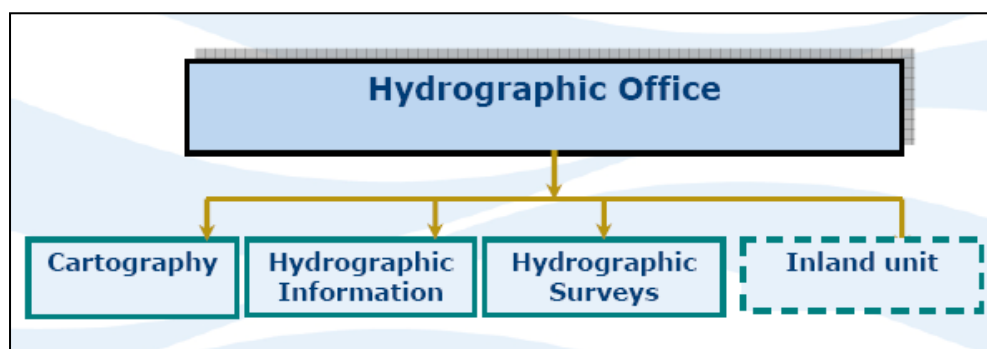 Hydrographic Office
Cartography
Hydrographic
Information
Hydrographic
Surveys
Inland unit